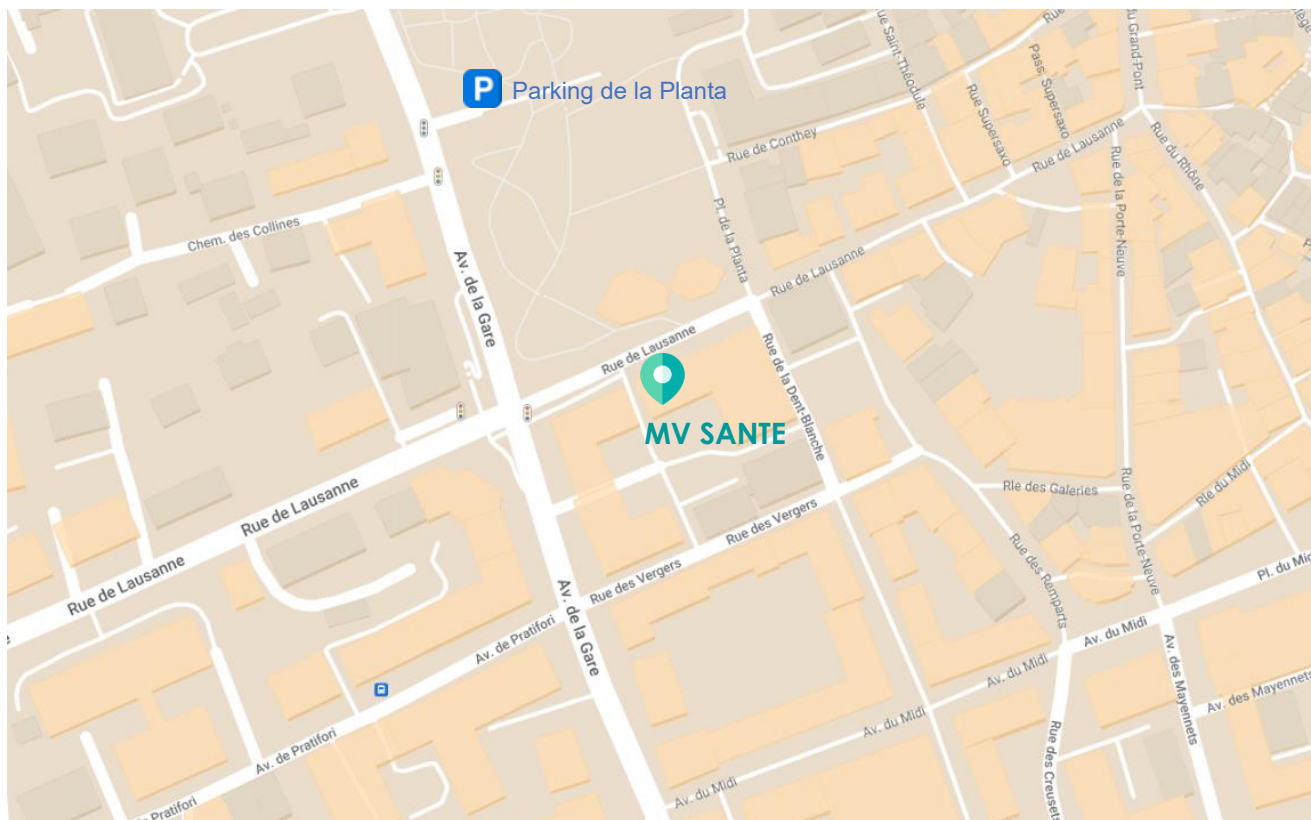 Rue Saint-Théodule
du Grand-Pont
Pass. Supersaxo
P Parking de la Planta
Rue Supersaxo
Rue de Conthey
Rue de Lausanne
Rue du Rhône
Rue de la Porte-Neuve
Chem. des Collines
Pl. de la Planta
Av. de la Gare
Rue de Lausanne
Rue de Lausanne
Rue de la Dent-Blanche
MV SANTE
Rue de Lausanne
Rle des Galeries
Rue de la Porte-Neuve
Rle du Midi
Rue des Vergers
Rue des Remparts
Rue de Lausanne
Rue des Vergers
Pl. du Mid
Av. de la Gare
Av. de Pratifori
Av. du Midi
Av. du Midi
Av. des Mayennets
Av. des Mayennets
Av. du Midi
Rue des Creusets
Av. de Pratifori
Av. du Midi
Pratifori